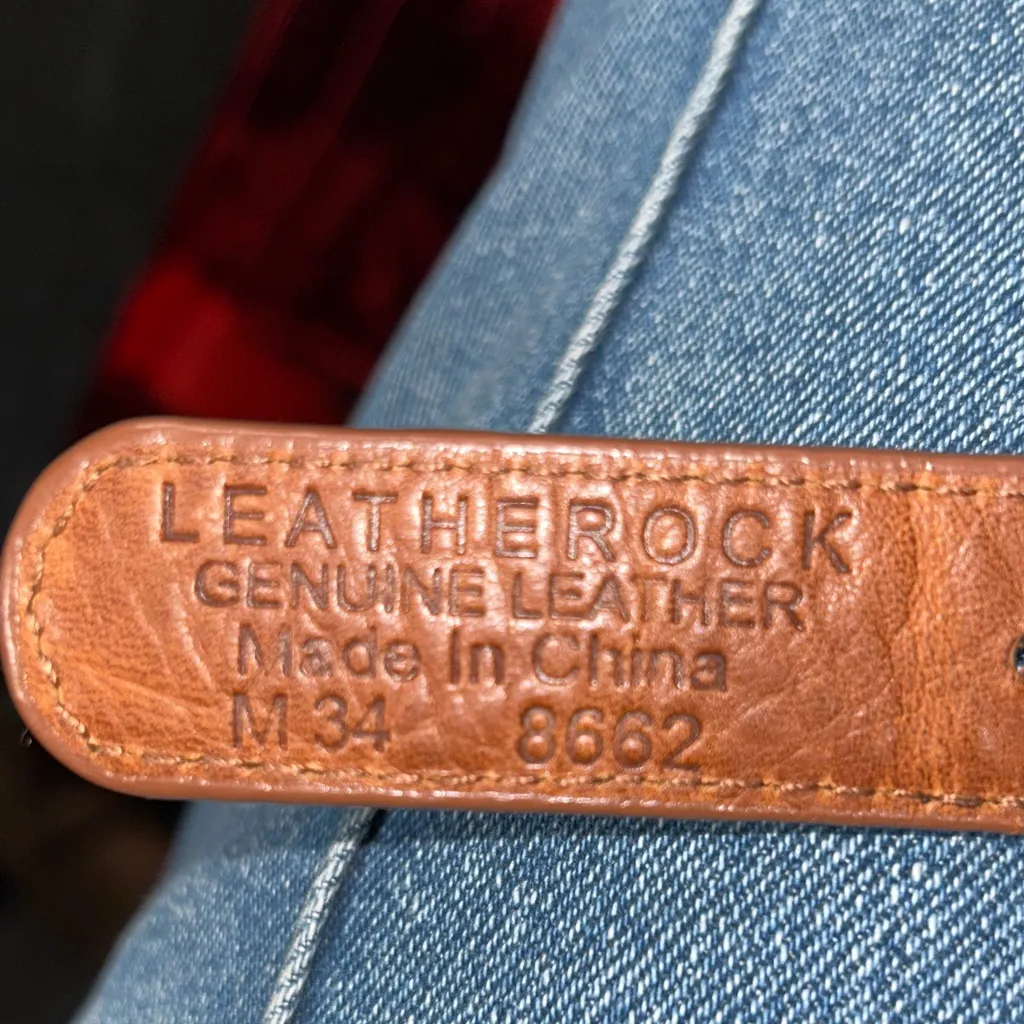 LEATHEROCK
GENUINE LEATHER
Made In China
M 34 8662